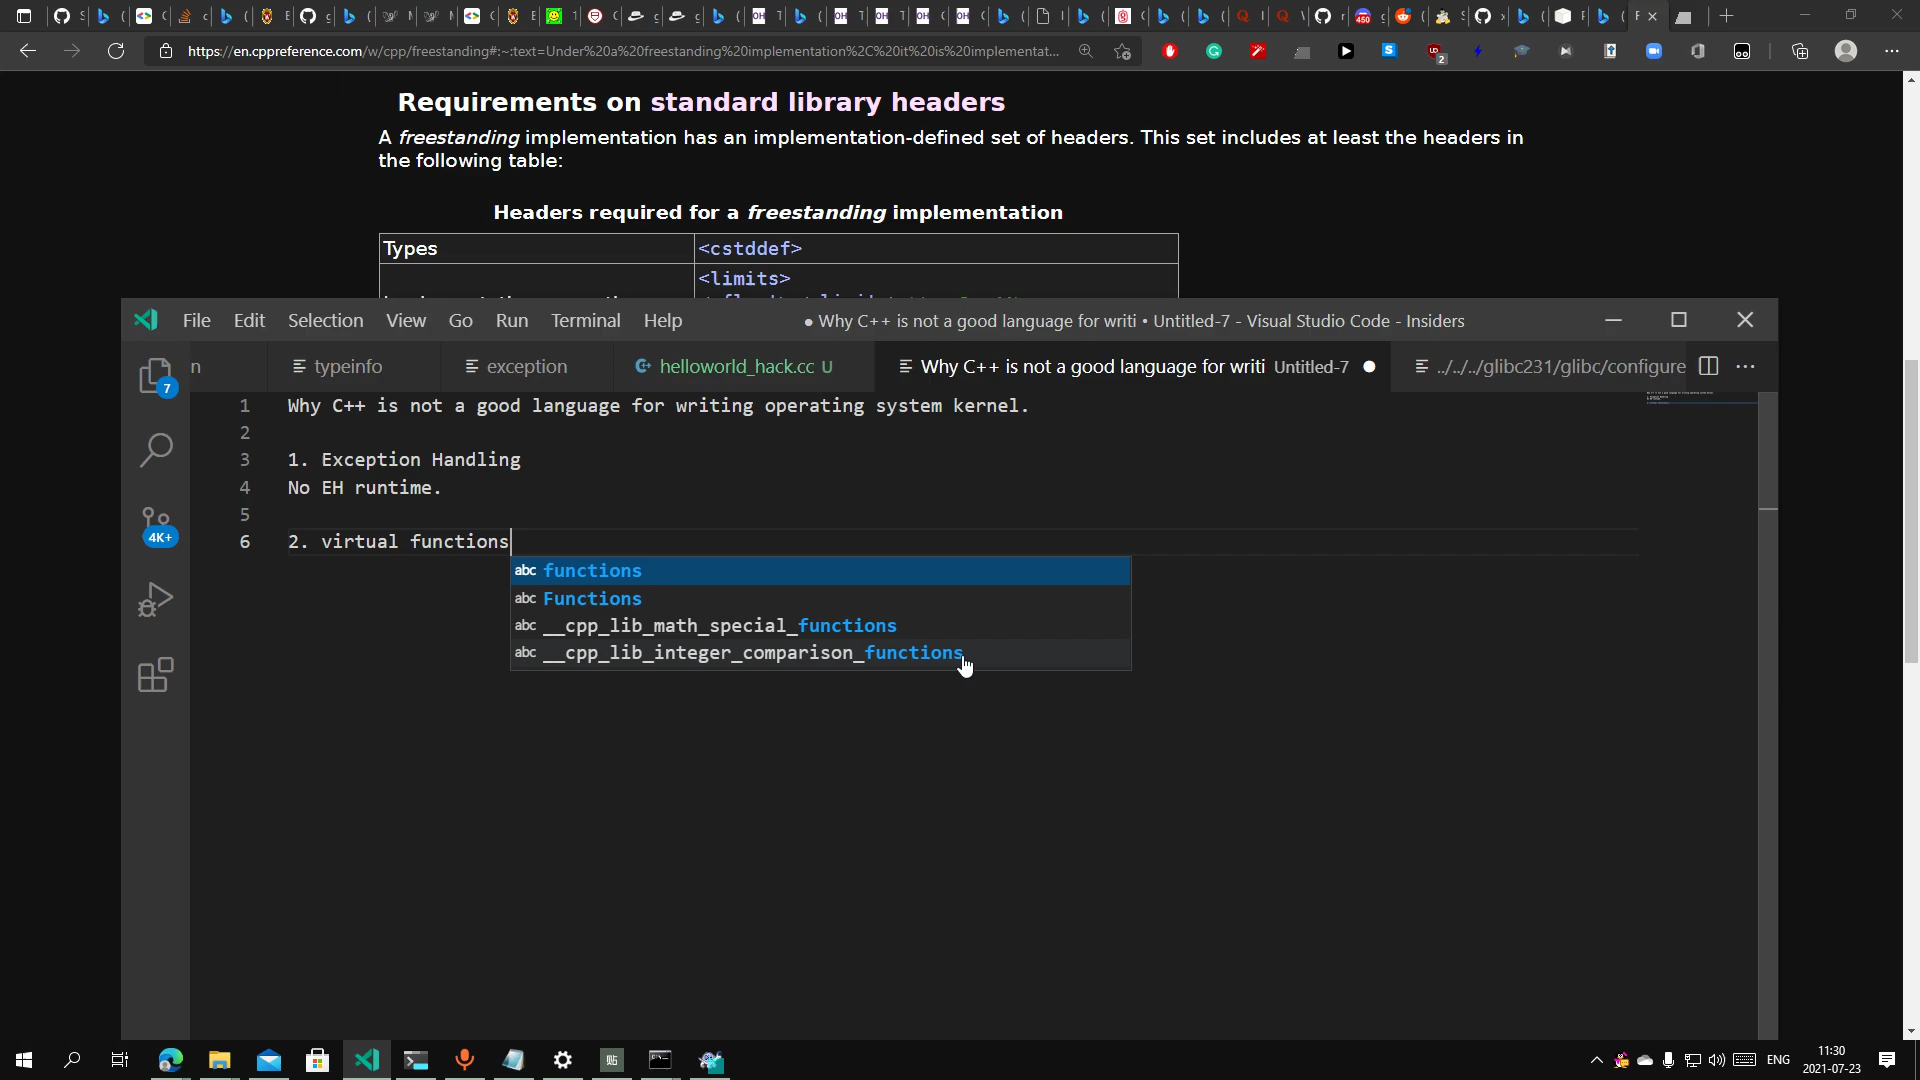 https://en.cppreference.com/w/cpp/freestanding#:~:text=Under%20a%20freestanding%20implementation%2C%20it%20is%20implementat...
2
Requirements on standard library headers
A freestanding implementation has an implementation-defined set of headers. This set includes at least the headers in
the following table:
Headers required for a freestanding implementation
Types
<cstddef>
<limits>
File Edit Selection View Go Run Terminal Help
● Why C++ is not a good language for writi • Untitled-7 - Visual Studio Code - Insiders
n
typeinfo
exception
helloworld_hack.cc U
Why C++ is not a good language for writi Untitled-7
../../../glibc231/glibc/configure
7
4K+
1 Why C++ is not a good language for writing operating system kernel.
2
3 1. Exception Handling
4 No EH runtime.
5
6 2. virtual functions
abc functions
abc Functions
abc __cpp_lib_math_special_functions
abc __cpp_lib_integer_comparison_functions
ENG
11:30
2021-07-23